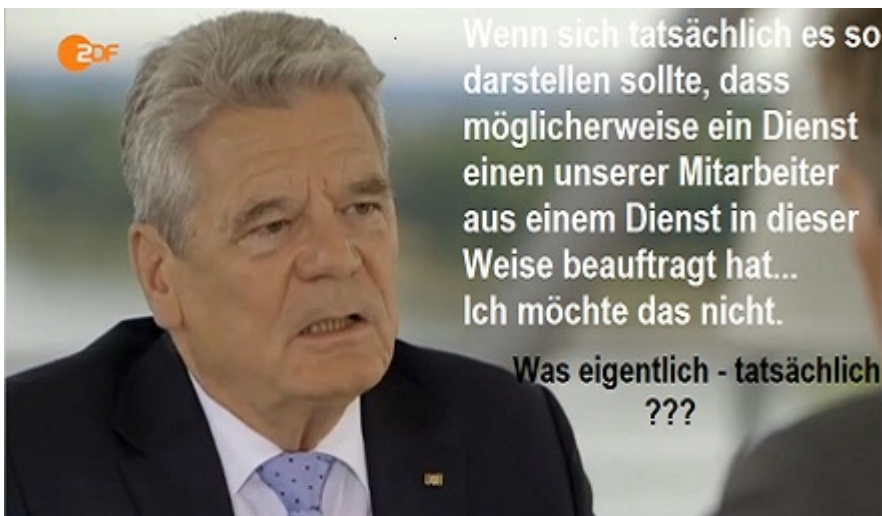 ZDF
Wenn sich tatsächlich es so
darstellen sollte, dass
möglicherweise ein Dienst
einen unserer Mitarbeiter
aus einem Dienst in dieser
Weise beauftragt hat...
Ich möchte das nicht.
Was eigentlich - tatsächlich
???